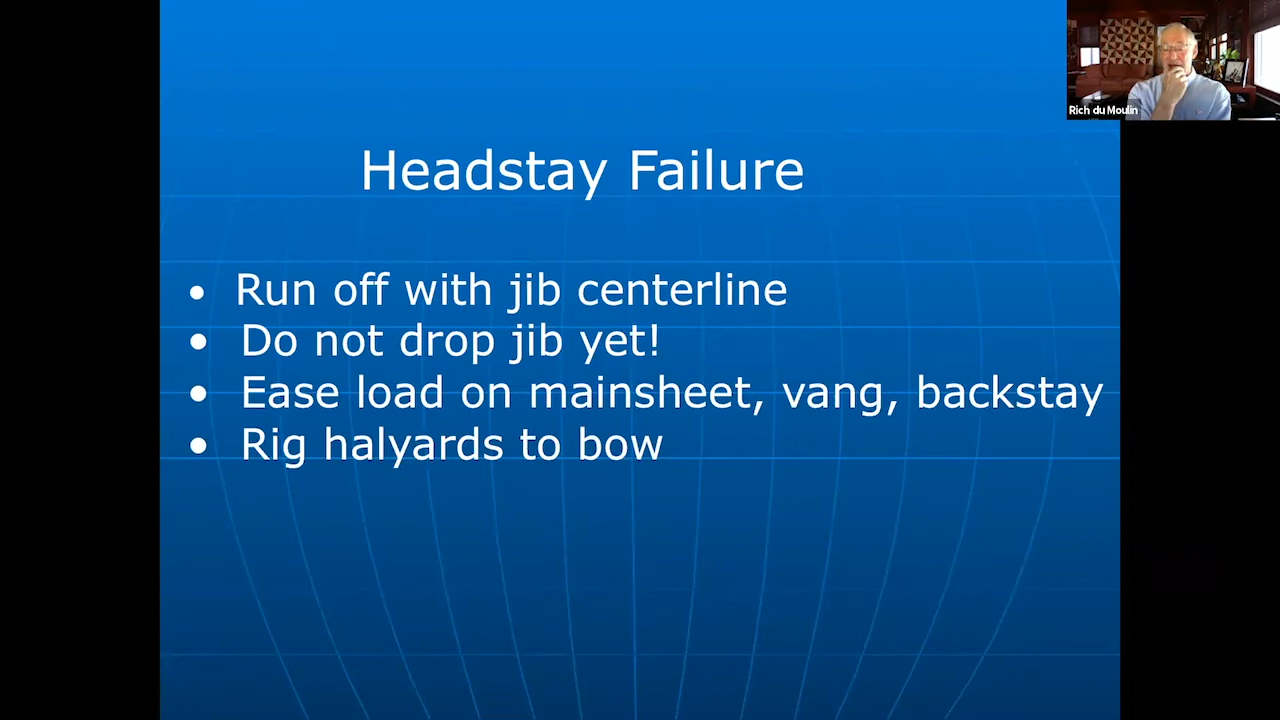 Rich du Moulin
Headstay Failure
• Run off with jib centerline
• Do not drop jib yet!
• Ease load on mainsheet, vang, backstay
• Rig halyards to bow